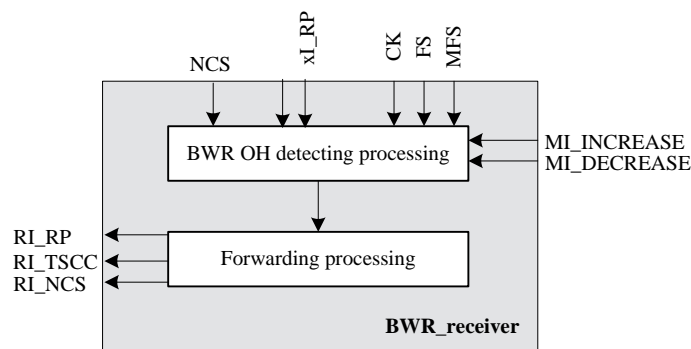 NCS
xI_RP
CK
FS
MFS
BWR OH detecting processing
MI_INCREASE
MI_DECREASE
RI_RP
RI_TSCC
RI_NCS
Forwarding processing
BWR_receiver